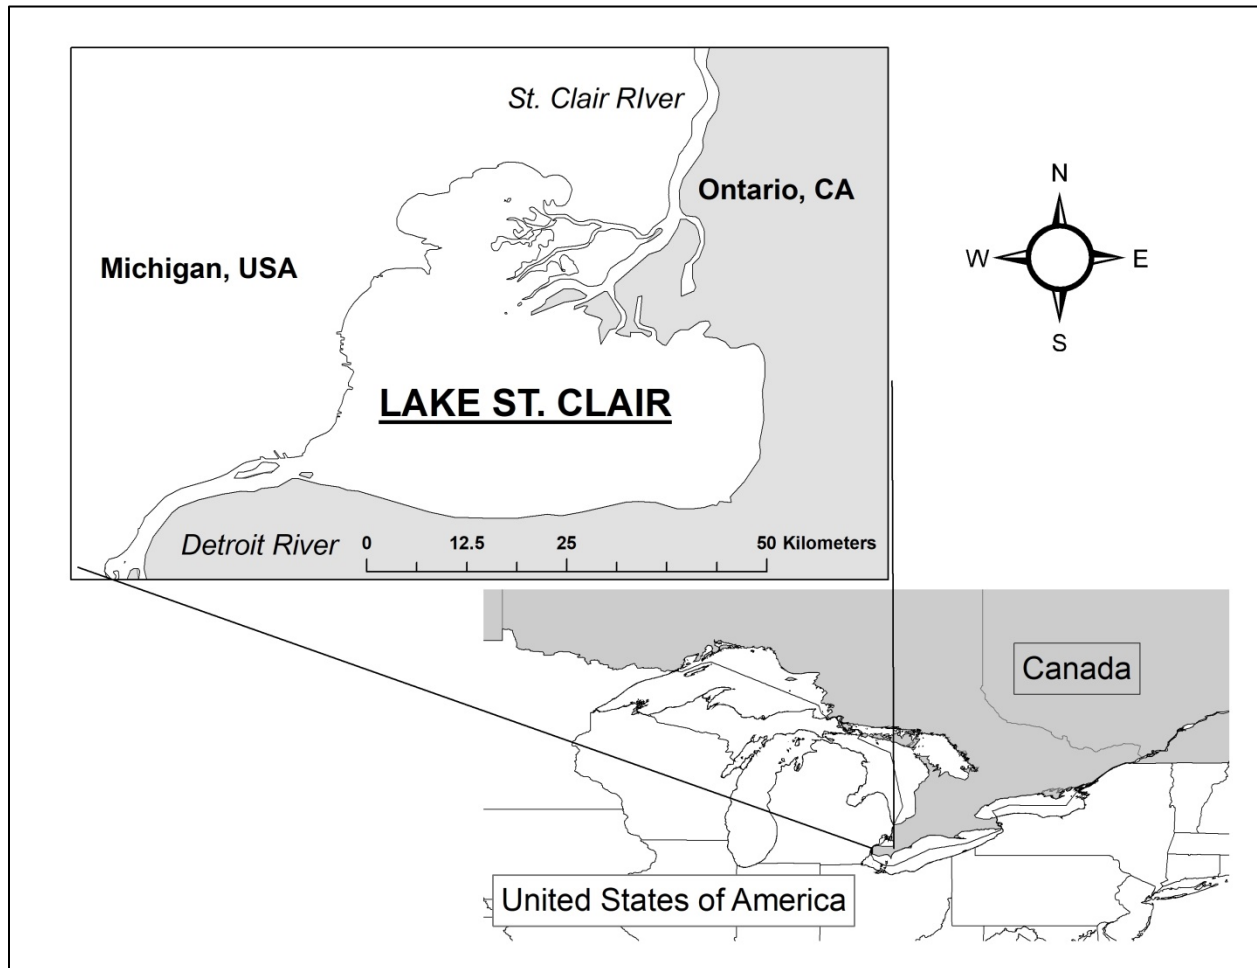 St. Clair RIver
Ontario, CA
Michigan, USA
LAKE ST. CLAIR
Detroit River
0 12.5 25 50 Kilometers
N
W E
S
Canada
United States of America